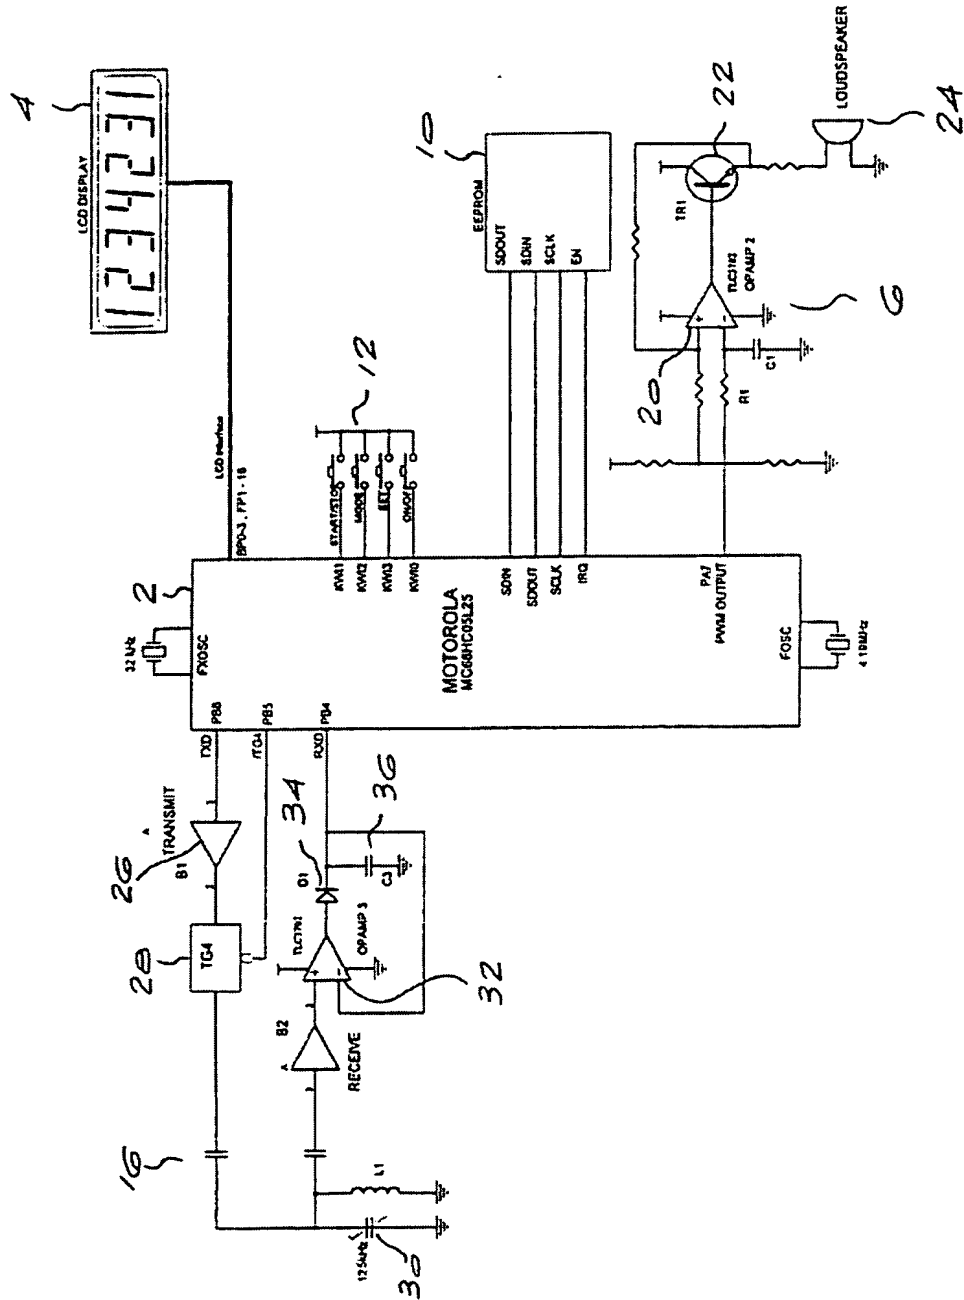 4
LCD DISPLAY
1234231
LCD Interface
BP0-3 , FP1 - 16
2
32 kHz
FXOSC
TXD
PB6
/TG4
PB5
RXD
PB4
MOTOROLA
MC68HC05L25
KWI1
START/STOP
KWI2
MODE
KWI3
SET
KWI0
ON/OFF
12
10
EEPROM
SDOUT
SDIN
SCLK
EN
SDIN
SDOUT
SCLK
IRQ
PA7
PWM OUTPUT
FOSC
4.19MHz
R1
C1
20
+
-
TLC3702
OPAMP 2
6
TR1
22
LOUDSPEAKER
24
A
TRANSMIT
B1
26
TG4
28
16
125kHz
30
L1
A
B2
RECEIVE
+
-
TLC3702
OPAMP 3
32
D1
34
C3
36